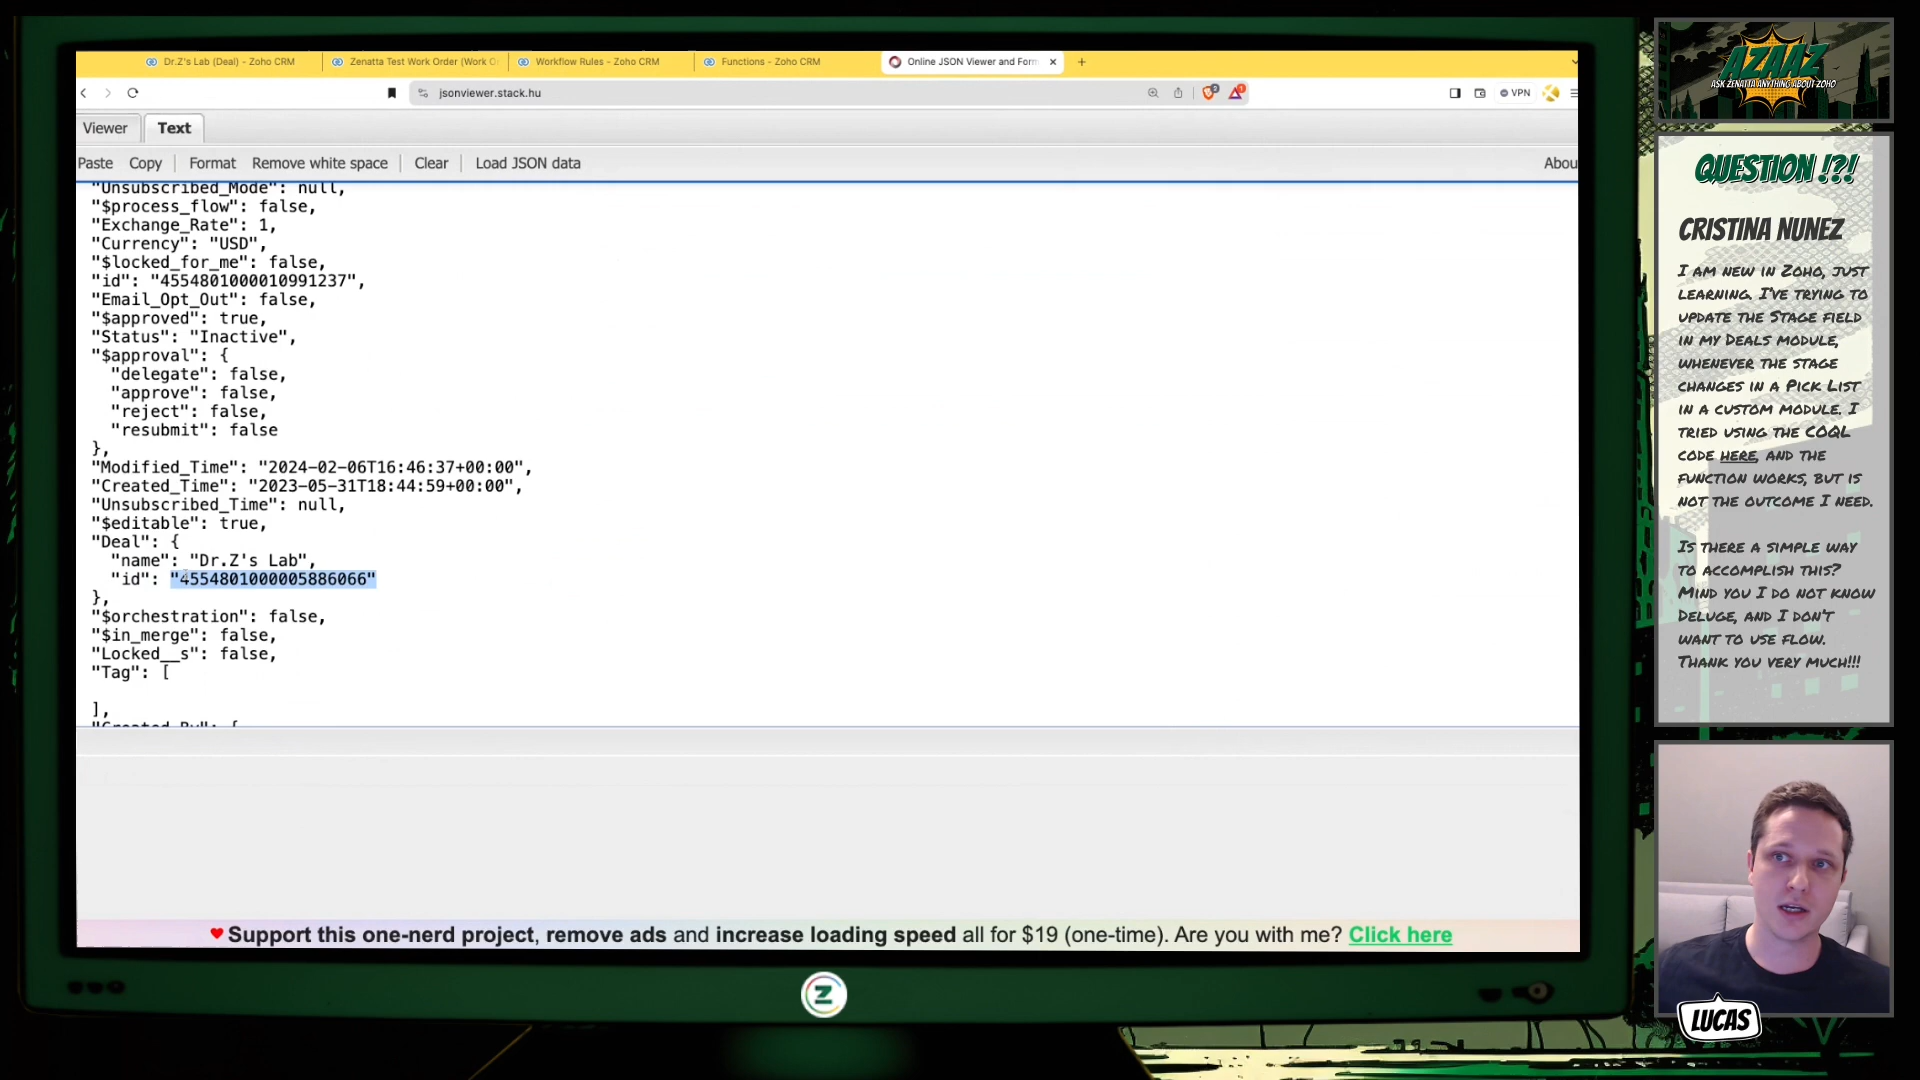 Dr.Z's Lab (Deal) - Zoho CRM
Zenatta Test Work Order (Work O
Workflow Rules - Zoho CRM
Functions - Zoho CRM
Online JSON Viewer and Form
jsonviewer.stack.hu
VPN
Viewer
Text
Paste
Copy
Format
Remove white space
Clear
Load JSON data
Abou
"Unsubscribed_Mode": null,
"$process_flow": false,
"Exchange_Rate": 1,
"Currency": "USD",
"$locked_for_me": false,
"id": "4554801000010991237",
"Email_Opt_Out": false,
"$approved": true,
"Status": "Inactive",
"$approval": {
"delegate": false,
"approve": false,
"reject": false,
"resubmit": false
},
"Modified_Time": "2024-02-06T16:46:37+00:00",
"Created_Time": "2023-05-31T18:44:59+00:00",
"Unsubscribed_Time": null,
"$editable": true,
"Deal": {
"name": "Dr.Z's Lab",
"id": "4554801000005886066"
},
"$orchestration": false,
"$in_merge": false,
"Locked__s": false,
"Tag": [
],
"Created_By": {
Support this one-nerd project, remove ads and increase loading speed all for $19 (one-time). Are you with me? Click here
Z
AZAAZ
ASK ZENATTA ANYTHING ABOUT ZOHO
QUESTION !?!
CRISTINA NUNEZ
I AM NEW IN ZOHO, JUST
LEARNING. I'VE TRYING TO
UPDATE THE STAGE FIELD
IN MY DEALS MODULE,
WHENEVER THE STAGE
CHANGES IN A PICK LIST
IN A CUSTOM MODULE. I
TRIED USING THE COQL
CODE HERE, AND THE
FUNCTION WORKS, BUT IS
NOT THE OUTCOME I NEED.
IS THERE A SIMPLE WAY
TO ACCOMPLISH THIS?
MIND YOU I DO NOT KNOW
DELUGE, AND I DON'T
WANT TO USE FLOW.
THANK YOU VERY MUCH!!!
LUCAS